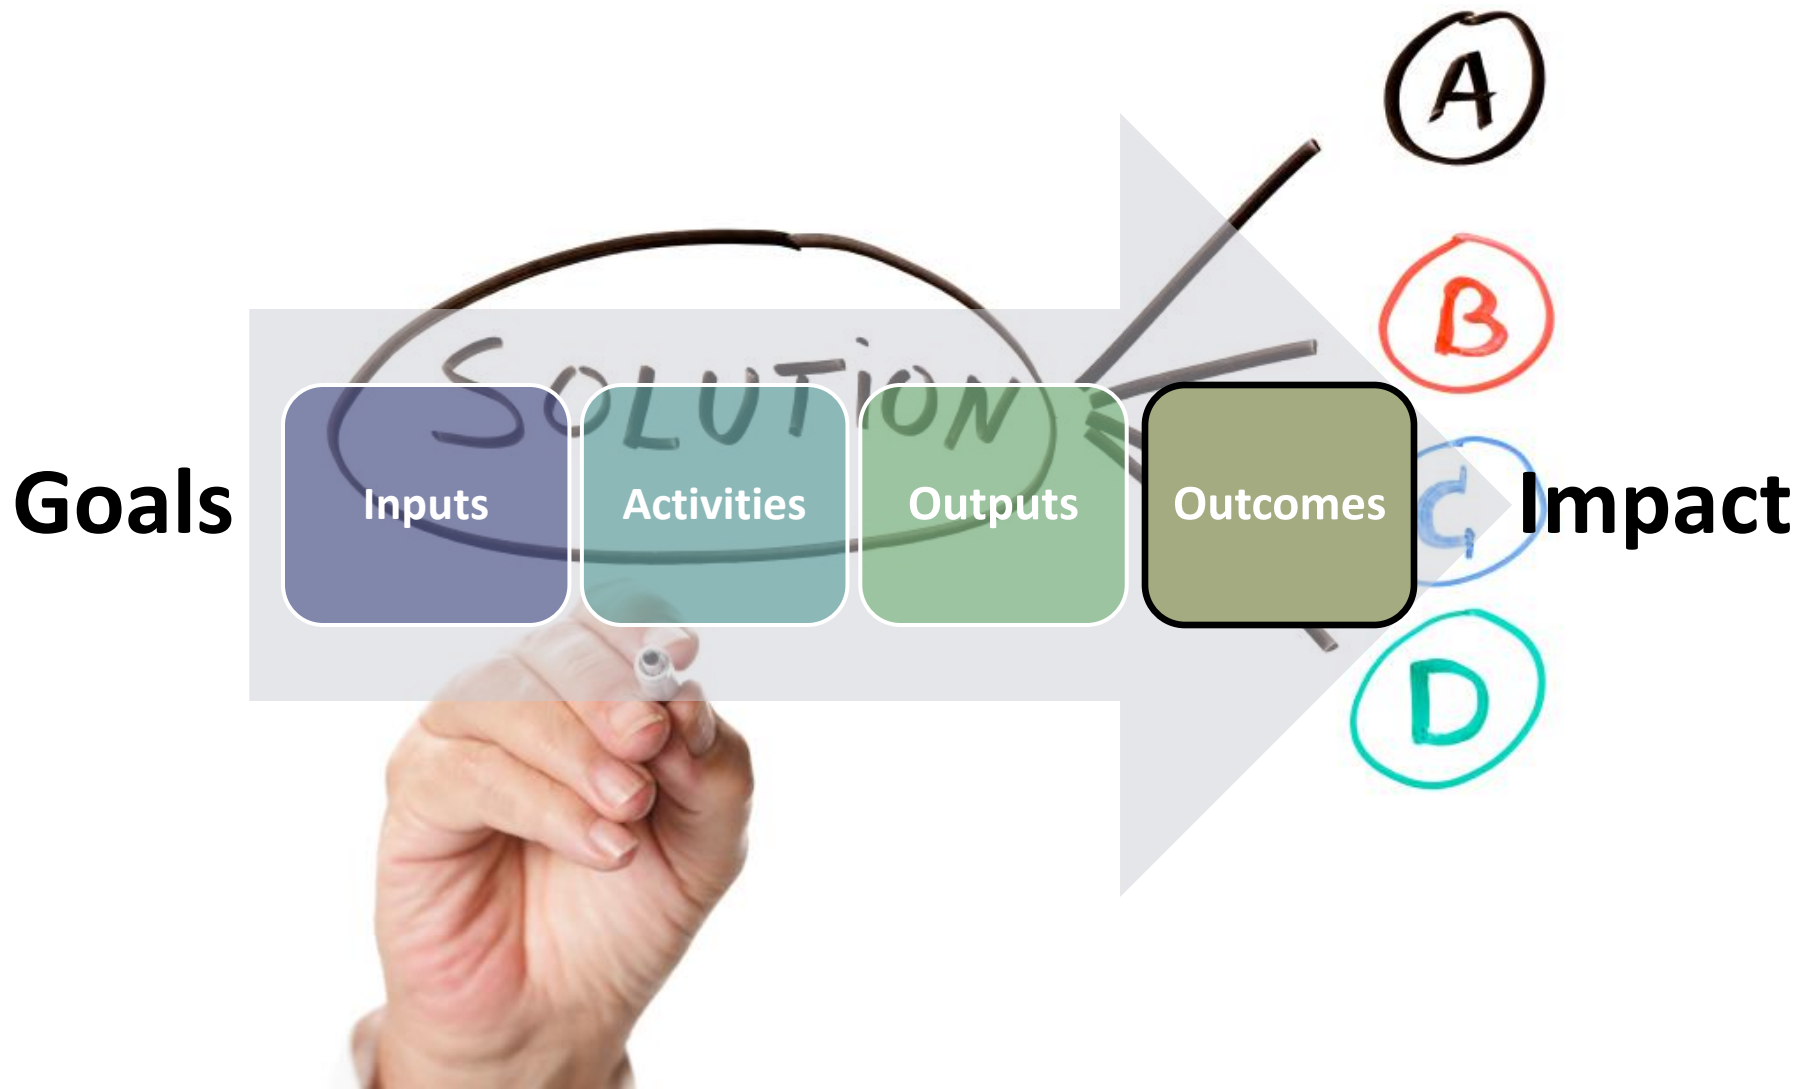 A
B
SOLUTiON
Goals
Inputs
Activities
Outputs
Outcomes
C
Impact
D